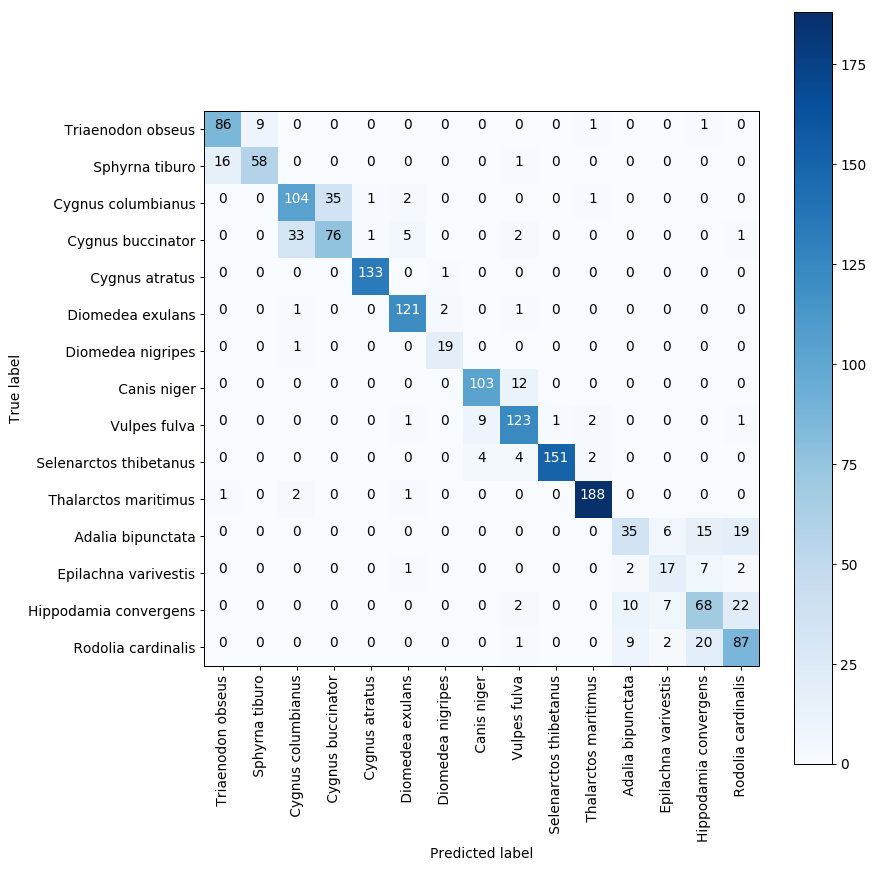 Triaenodon obseus 86 9 0 0 0 0 0 0 0 0 1 0 0 1 0
Sphyrna tiburo 16 58 0 0 0 0 0 0 1 0 0 0 0 0 0
Cygnus columbianus 0 0 104 35 1 2 0 0 0 0 1 0 0 0 0
Cygnus buccinator 0 0 33 76 1 5 0 0 2 0 0 0 0 0 1
Cygnus atratus 0 0 0 0 133 0 1 0 0 0 0 0 0 0 0
Diomedea exulans 0 0 1 0 0 121 2 0 1 0 0 0 0 0 0
Diomedea nigripes 0 0 1 0 0 0 19 0 0 0 0 0 0 0 0
Canis niger 0 0 0 0 0 0 0 103 12 0 0 0 0 0 0
Vulpes fulva 0 0 0 0 0 1 0 9 123 1 2 0 0 0 1
Selenarctos thibetanus 0 0 0 0 0 0 0 4 4 151 2 0 0 0 0
Thalarctos maritimus 1 0 2 0 0 1 0 0 0 0 188 0 0 0 0
Adalia bipunctata 0 0 0 0 0 0 0 0 0 0 0 35 6 15 19
Epilachna varivestis 0 0 0 0 0 1 0 0 0 0 0 2 17 7 2
Hippodamia convergens 0 0 0 0 0 0 0 0 2 0 0 10 7 68 22
Rodolia cardinalis 0 0 0 0 0 0 0 0 1 0 0 9 2 20 87
True label
Triaenodon obseus
Sphyrna tiburo
Cygnus columbianus
Cygnus buccinator
Cygnus atratus
Diomedea exulans
Diomedea nigripes
Canis niger
Vulpes fulva
Selenarctos thibetanus
Thalarctos maritimus
Adalia bipunctata
Epilachna varivestis
Hippodamia convergens
Rodolia cardinalis
Predicted label
175
150
125
100
75
50
25
0